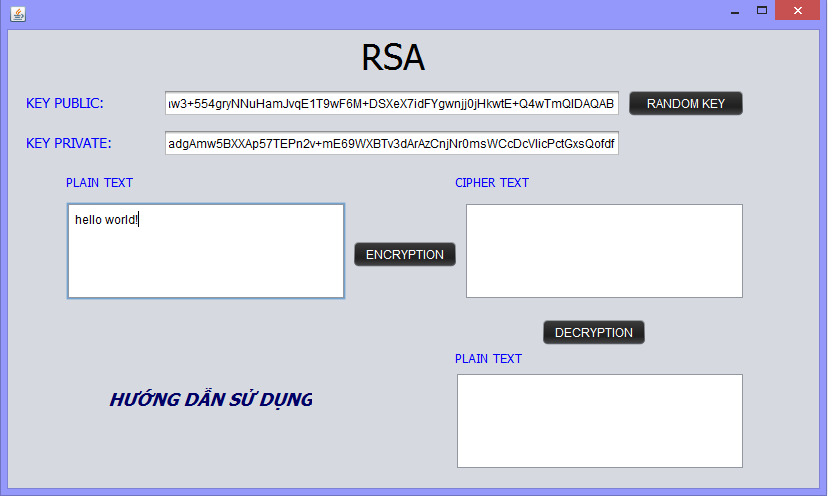 RSA
KEY PUBLIC:
ıw3+554gryNNuHamJvqE1T9wF6M+DSXeX7idFYgwnjj0jHkwtE+Q4wTmQIDAQAB
RANDOM KEY
KEY PRIVATE:
adgAmw5BXXAp57TEPn2v+mE69WXBTv3dArAzCnjNr0msWCcDcVlicPctGxsQofdf
PLAIN TEXT
CIPHER TEXT
hello world!
ENCRYPTION
DECRYPTION
PLAIN TEXT
HƯỚNG DẪN SỬ DỤNG